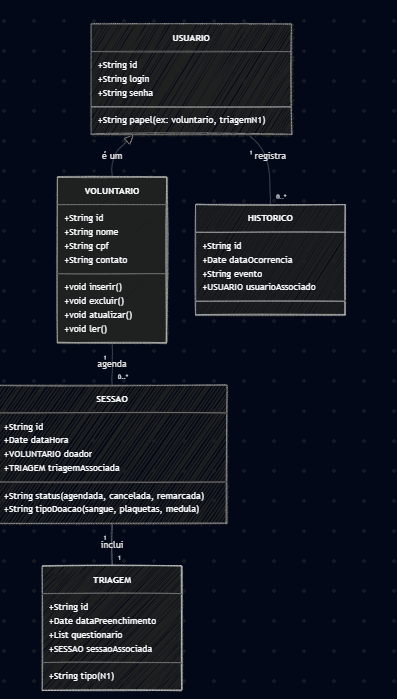 USUARIO
+String id
+String login
+String senha
+String papel(ex: voluntario, triagemN1)
é um
1 registra
0..*
VOLUNTARIO
+String id
+String nome
+String cpf
+String contato
+void inserir()
+void excluir()
+void atualizar()
+void ler()
HISTORICO
+String id
+Date dataOcorrencia
+String evento
+USUARIO usuarioAssociado
1
agenda
0..*
SESSAO
+String id
+Date dataHora
+VOLUNTARIO doador
+TRIAGEM triagemAssociada
+String status(agendada, cancelada, remarcada)
+String tipoDoacao(sangue, plaquetas, medula)
1
inclui
1
TRIAGEM
+String id
+Date dataPreenchimento
+List questionario
+SESSAO sessaoAssociada
+String tipo(N1)